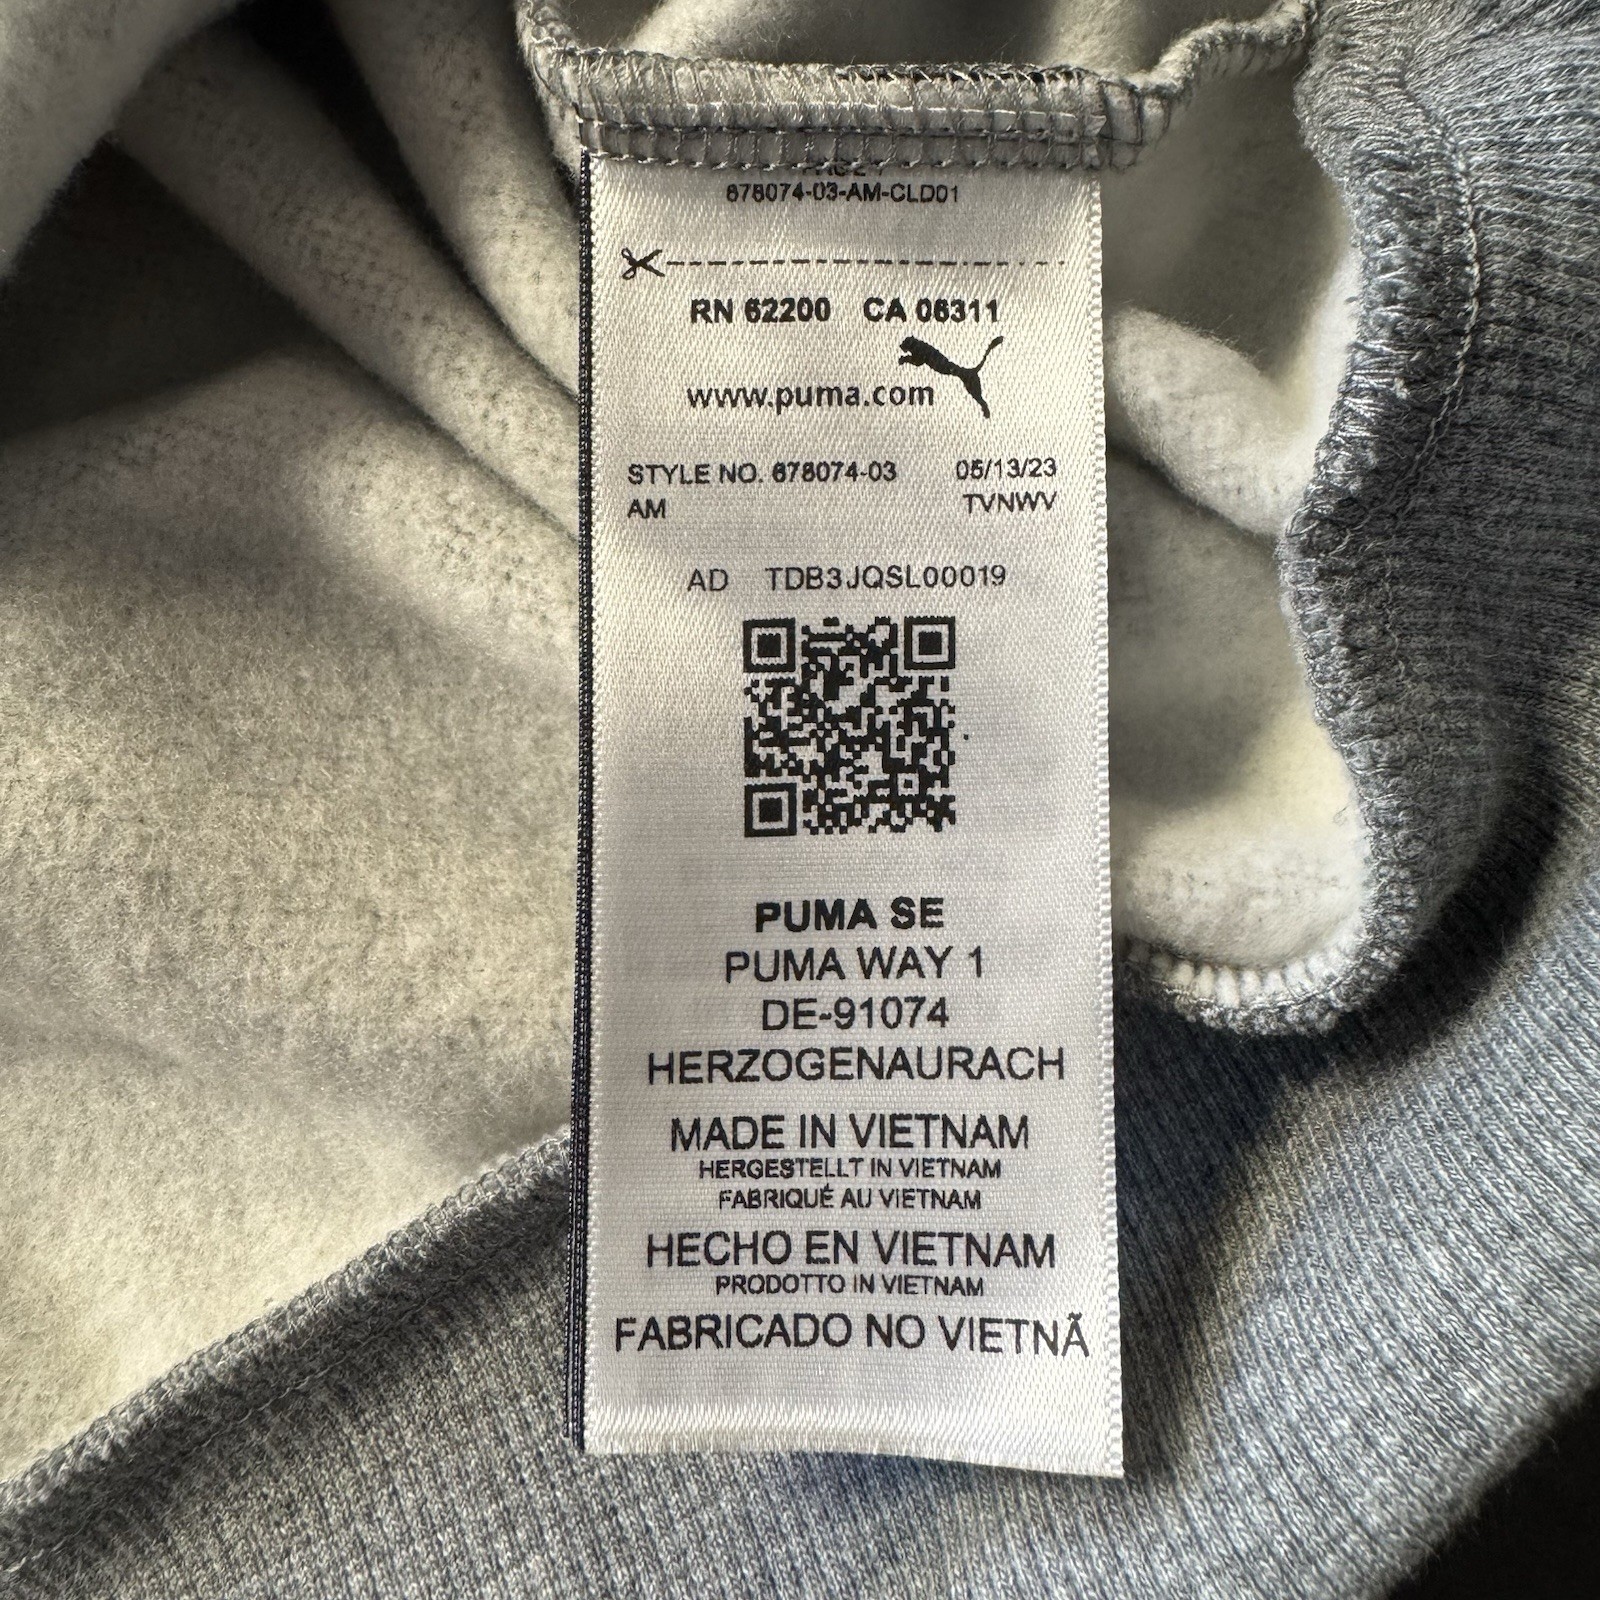 678074-03-AM-CLD01
RN 62200 CA 06311
www.puma.com
STYLE NO. 678074-03 05/13/23
AM TVNWV
AD TDB3JQSL00019
PUMA SE
PUMA WAY 1
DE-91074
HERZOGENAURACH
MADE IN VIETNAM
HERGESTELLT IN VIETNAM
FABRIQUÉ AU VIETNAM
HECHO EN VIETNAM
PRODOTTO IN VIETNAM
FABRICADO NO VIETNÃ